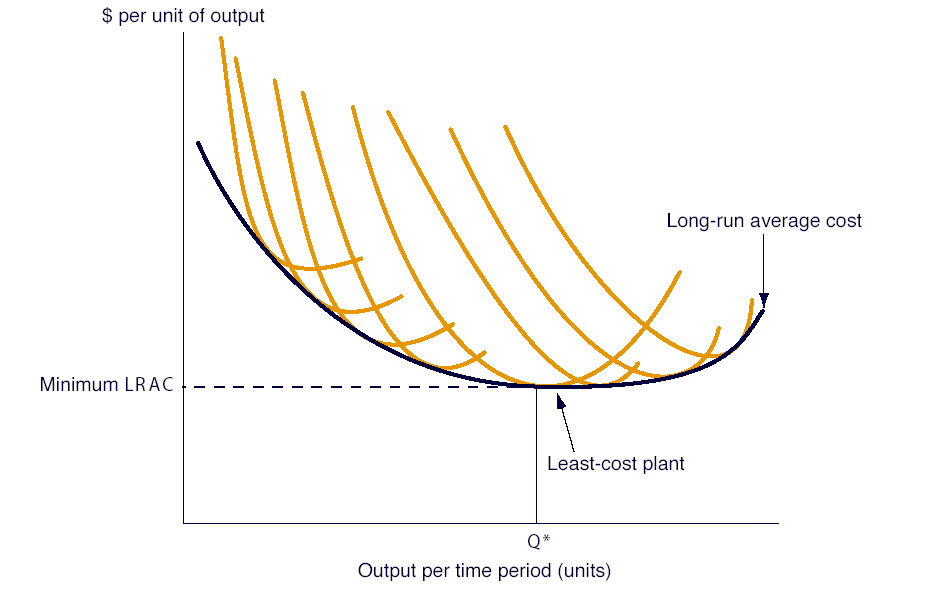 $ per unit of output
Long-run average cost
Minimum LRAC
Least-cost plant
Q*
Output per time period (units)